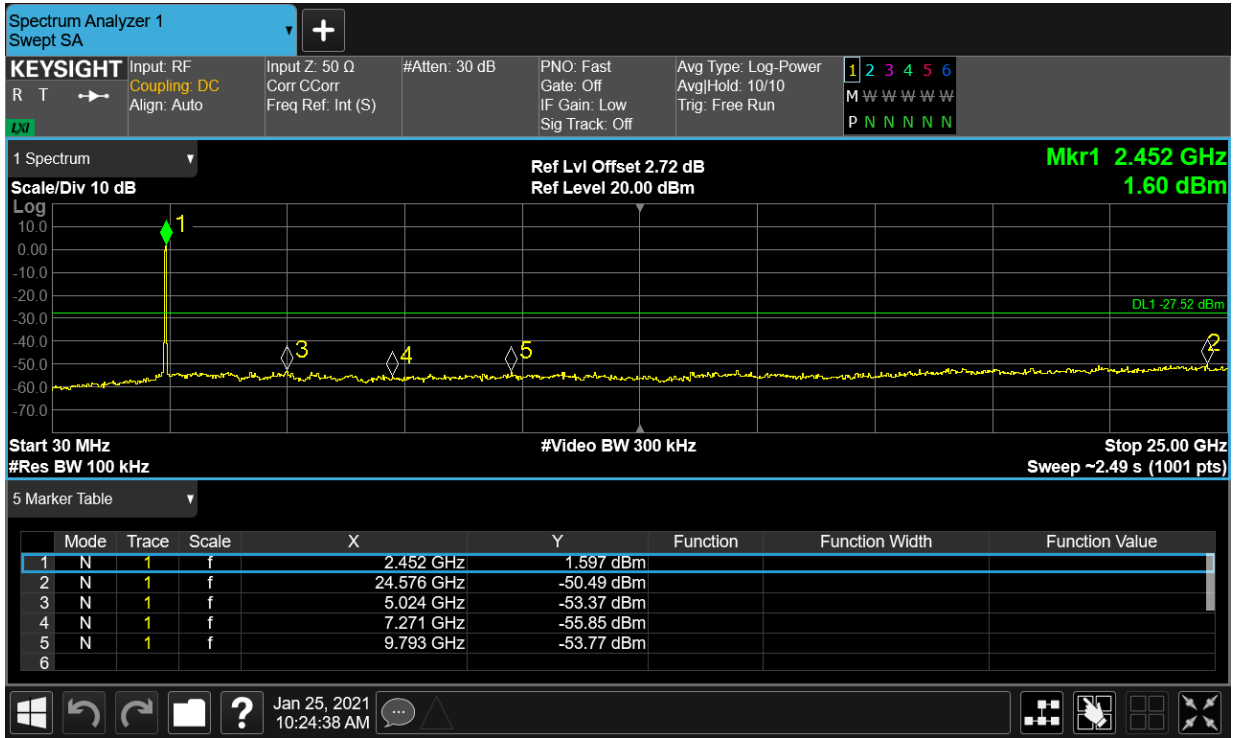 Spectrum Analyzer 1
Swept SA
+
KEYSIGHT Input: RF Input Z: 50 Ω #Atten: 30 dB PNO: Fast Avg Type: Log-Power 1 2 3 4 5 6
R T Coupling: DC Corr CCorr Gate: Off Avg|Hold: 10/10 M W W W W W
Align: Auto Freq Ref: Int (S) IF Gain: Low Trig: Free Run
LXI Sig Track: Off P N N N N N
1 Spectrum Ref Lvl Offset 2.72 dB Mkr1 2.452 GHz
Scale/Div 10 dB Ref Level 20.00 dBm 1.60 dBm
Log
10.0 1
0.00
-10.0
-20.0 DL1 -27.52 dBm
-30.0
-40.0 3 4 5 2
-50.0
-60.0
-70.0
Start 30 MHz #Video BW 300 kHz Stop 25.00 GHz
#Res BW 100 kHz Sweep ~2.49 s (1001 pts)
5 Marker Table
Mode Trace Scale X Y Function Function Width Function Value
1 N 1 f 2.452 GHz 1.597 dBm
2 N 1 f 24.576 GHz -50.49 dBm
3 N 1 f 5.024 GHz -53.37 dBm
4 N 1 f 7.271 GHz -55.85 dBm
5 N 1 f 9.793 GHz -53.77 dBm
6
? Jan 25, 2021
10:24:38 AM